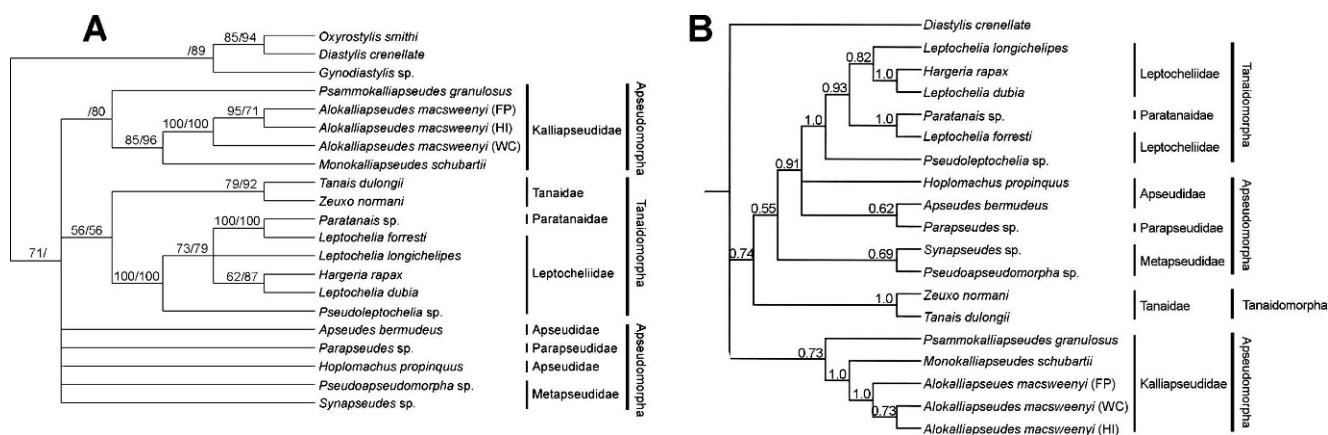 A
Oxyrostylis smithi
Diastylis crenellate
Gynodiastylis sp.
Psammokalliapseudes granulosus
Alokalliapseudes macsweenyi (FP)
Alokalliapseudes macsweenyi (HI)
Alokalliapseudes macsweenyi (WC)
Monokalliapseudes schubartii
Tanais dulongii
Zeuxo normani
Paratanais sp.
Leptochelia forresti
Leptochelia longichelipes
Hargeria rapax
Leptochelia dubia
Pseudoleptochelia sp.
Apseudes bermudeus
Parapseudes sp.
Hoplomachus propinquus
Pseudoapseudomorpha sp.
Synapseudes sp.
85/94
/89
/80
95/71
100/100
85/96
79/92
56/56
100/100
73/79
62/87
100/100
71/
Kalliapseudidae
Tanaidae
Paratanaidae
Leptocheliidae
Apseudidae
Parapseudidae
Apseudidae
Metapseudidae
Apseudomorpha
Tanaidomorpha
Apseudomorpha
B
Diastylis crenellate
Leptochelia longichelipes
Hargeria rapax
Leptochelia dubia
Paratanais sp.
Leptochelia forresti
Pseudoleptochelia sp.
Hoplomachus propinquus
Apseudes bermudeus
Parapseudes sp.
Synapseudes sp.
Pseudoapseudomorpha sp.
Zeuxo normani
Tanais dulongii
Psammokalliapseudes granulosus
Monokalliapseudes schubartii
Alokalliapseues macsweenyi (FP)
Alokalliapseudes macsweenyi (WC)
Alokalliapseudes macsweenyi (HI)
0.82
1.0
0.93
1.0
1.0
0.91
0.62
0.55
0.69
0.74
1.0
0.73
1.0
1.0
0.73
Leptocheliidae
Paratanaidae
Leptocheliidae
Apseudidae
Parapseudidae
Metapseudidae
Tanaidae
Kalliapseudidae
Tanaidomorpha
Apseudomorpha
Tanaidomorpha
Apseudomorpha